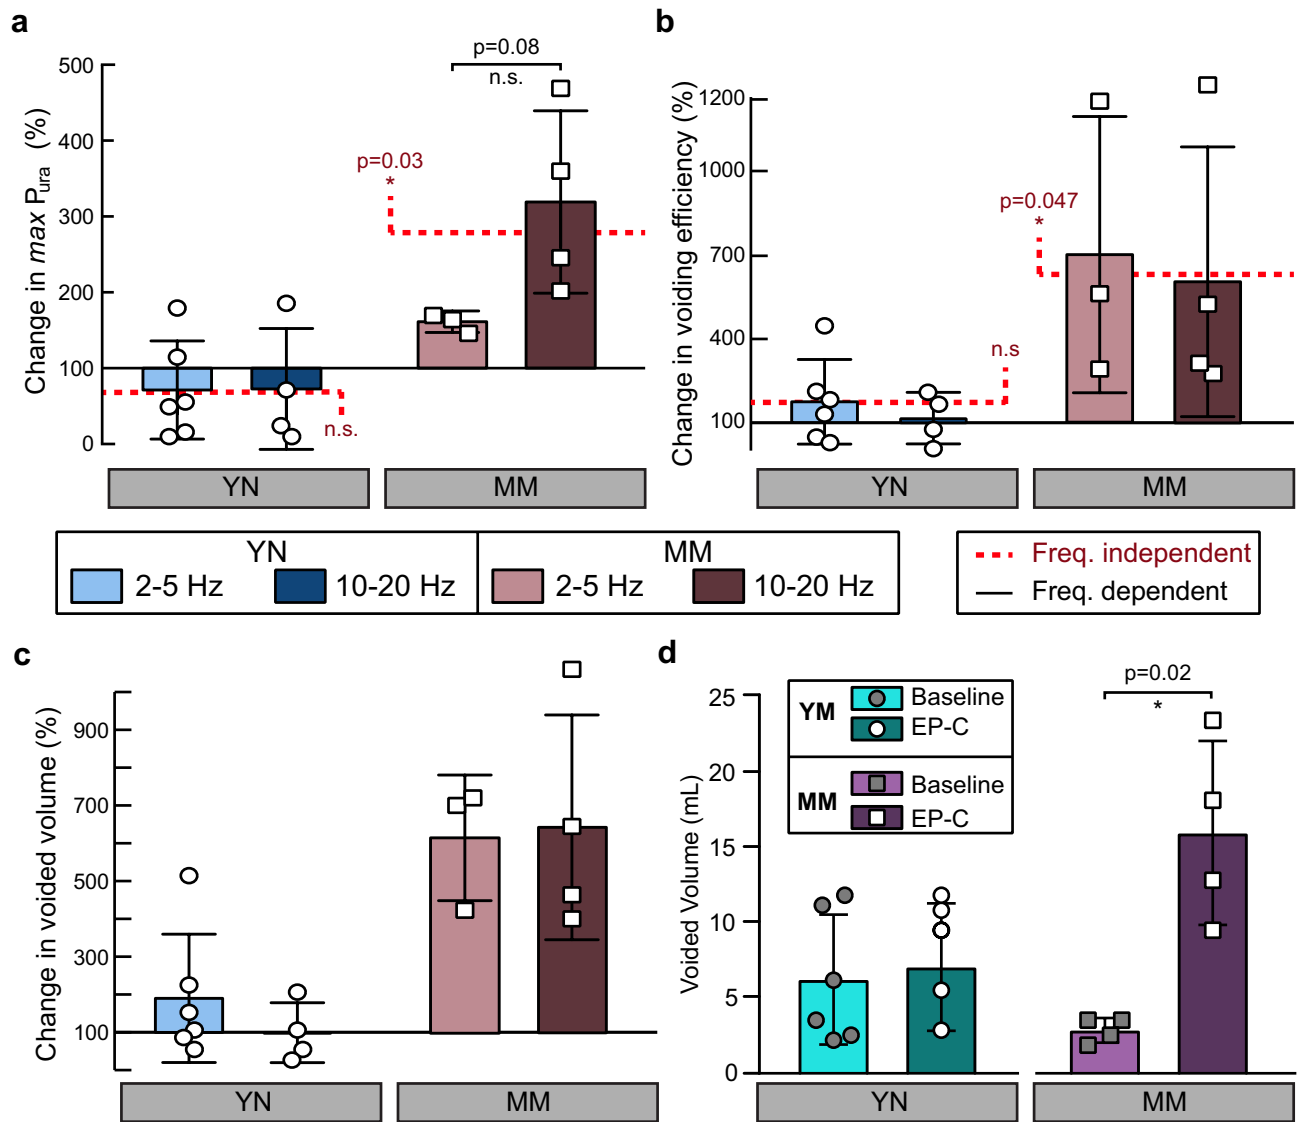 a
Change in max Pura (%)
500
400
300
200
100
0
p=0.08
n.s.
p=0.03
*
n.s.
YN
MM
b
Change in voiding efficiency (%)
1200
1000
700
400
100
p=0.047
*
n.s
YN
MM
YN
2-5 Hz
10-20 Hz
MM
2-5 Hz
10-20 Hz
Freq. independent
Freq. dependent
c
Change in voided volume (%)
900
700
500
300
100
YN
MM
d
Voided Volume (mL)
25
20
15
10
5
0
YM
Baseline
EP-C
MM
Baseline
EP-C
p=0.02
*
YN
MM